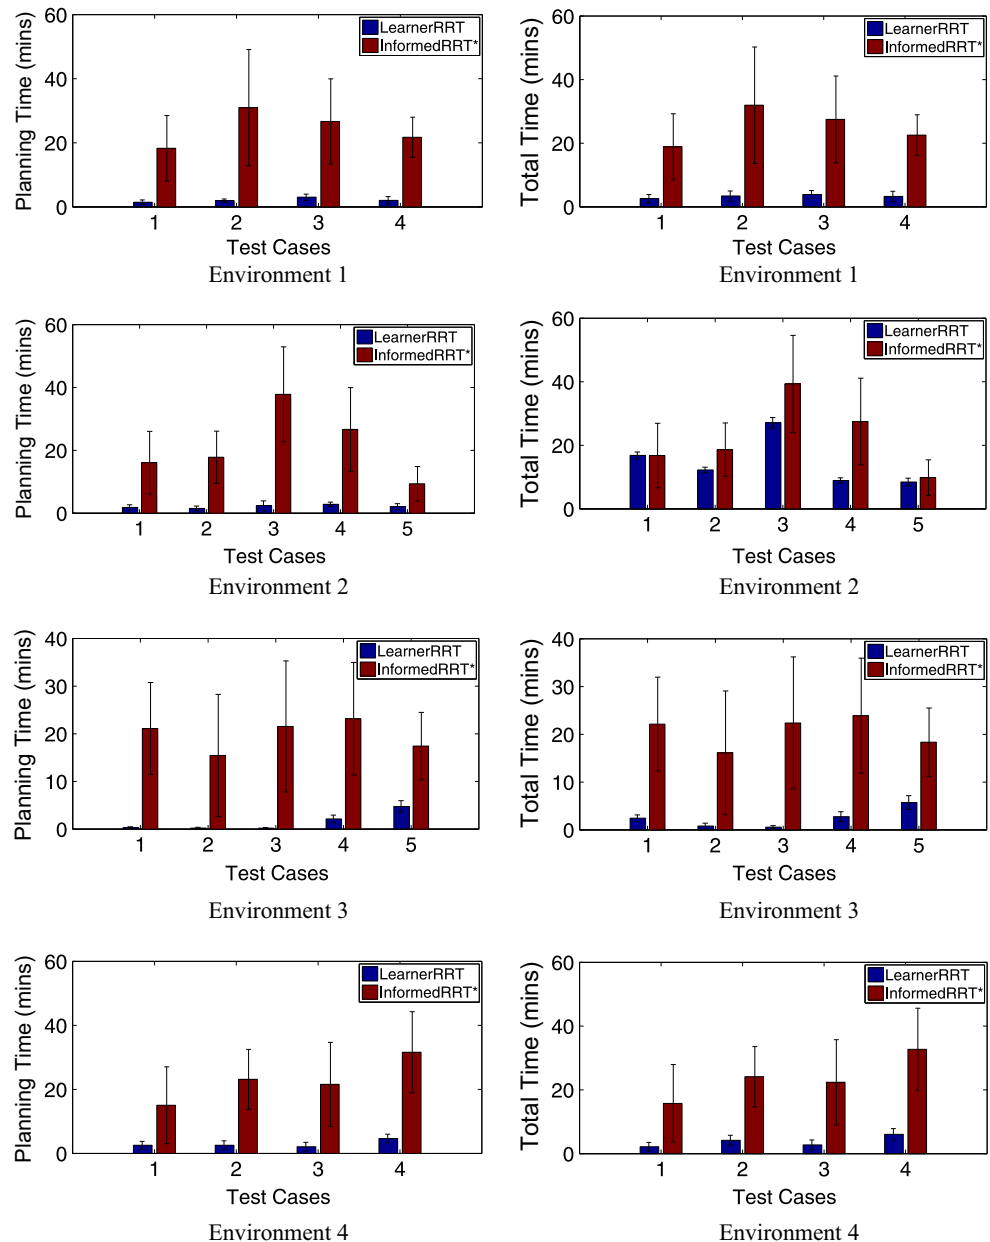 60
40
20
0
Planning Time (mins)
LearnerRRT
InformedRRT*
1 2 3 4
Test Cases
Environment 1
60
40
20
0
Total Time (mins)
LearnerRRT
InformedRRT*
1 2 3 4
Test Cases
Environment 1
60
40
20
0
Planning Time (mins)
LearnerRRT
InformedRRT*
1 2 3 4 5
Test Cases
Environment 2
60
40
20
0
Total Time (mins)
LearnerRRT
InformedRRT*
1 2 3 4 5
Test Cases
Environment 2
40
30
20
10
0
Planning Time (mins)
LearnerRRT
InformedRRT*
1 2 3 4 5
Test Cases
Environment 3
40
30
20
10
0
Total Time (mins)
LearnerRRT
InformedRRT*
1 2 3 4 5
Test Cases
Environment 3
60
40
20
0
Planning Time (mins)
LearnerRRT
InformedRRT*
1 2 3 4
Test Cases
Environment 4
60
40
20
0
Total Time (mins)
LearnerRRT
InformedRRT*
1 2 3 4
Test Cases
Environment 4